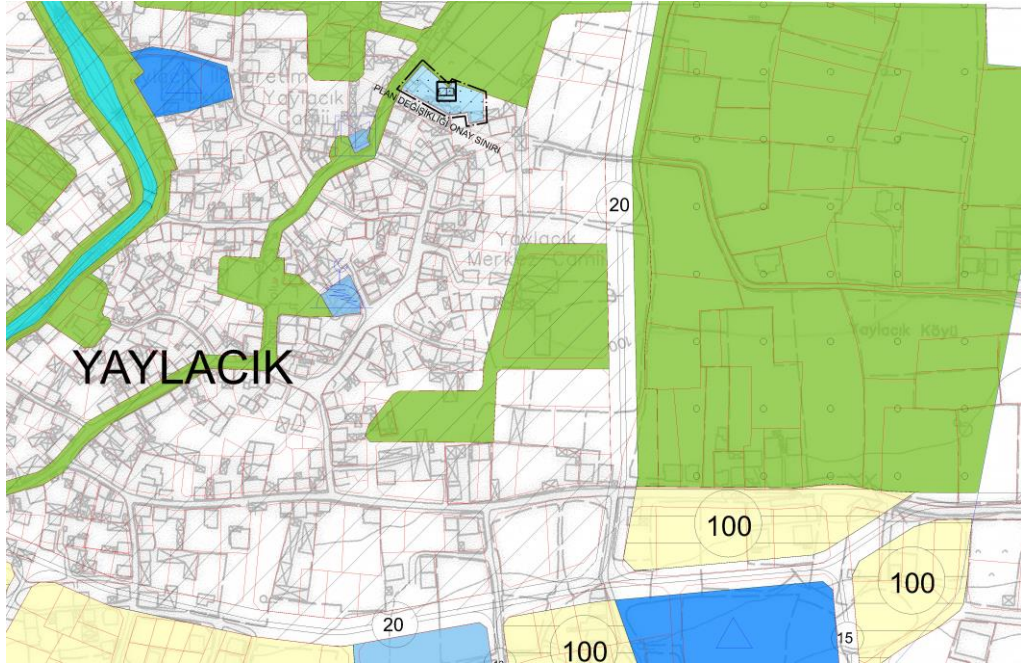 Yaylacık
Camii
PLAN DEĞİŞİKLİĞİ ONAY SINIRI
20
Yaylacık
Merkez Camii
100
Yaylacık Köyü
YAYLACIK
100
100
20
100
15